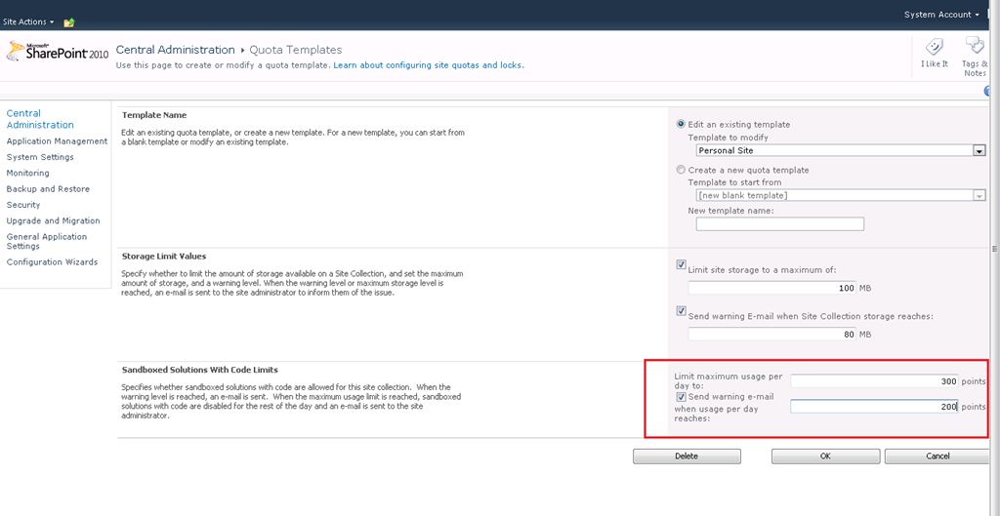 Site Actions
System Account
Microsoft
SharePoint 2010
Central Administration ▸ Quota Templates
Use this page to create or modify a quota template. Learn about configuring site quotas and locks.
I Like It
Tags &
Notes
Central
Administration
Application Management
System Settings
Monitoring
Backup and Restore
Security
Upgrade and Migration
General Application
Settings
Configuration Wizards
Template Name
Edit an existing quota template, or create a new template. For a new template, you can start from
a blank template or modify an existing template.
Edit an existing template
Template to modify
Personal Site
Create a new quota template
Template to start from
[new blank template]
New template name:
Storage Limit Values
Specify whether to limit the amount of storage available on a Site Collection, and set the maximum
amount of storage, and a warning level. When the warning level or maximum storage level is
reached, an e-mail is sent to the site administrator to inform them of the issue.
Limit site storage to a maximum of:
100 MB
Send warning E-mail when Site Collection storage reaches:
80 MB
Sandboxed Solutions With Code Limits
Specifies whether sandboxed solutions with code are allowed for this site collection. When the
warning level is reached, an e-mail is sent. When the maximum usage limit is reached, sandboxed
solutions with code are disabled for the rest of the day and an e-mail is sent to the site
administrator.
Limit maximum usage per
day to:
300 points
Send warning e-mail
when usage per day
reaches:
200 points
Delete
OK
Cancel